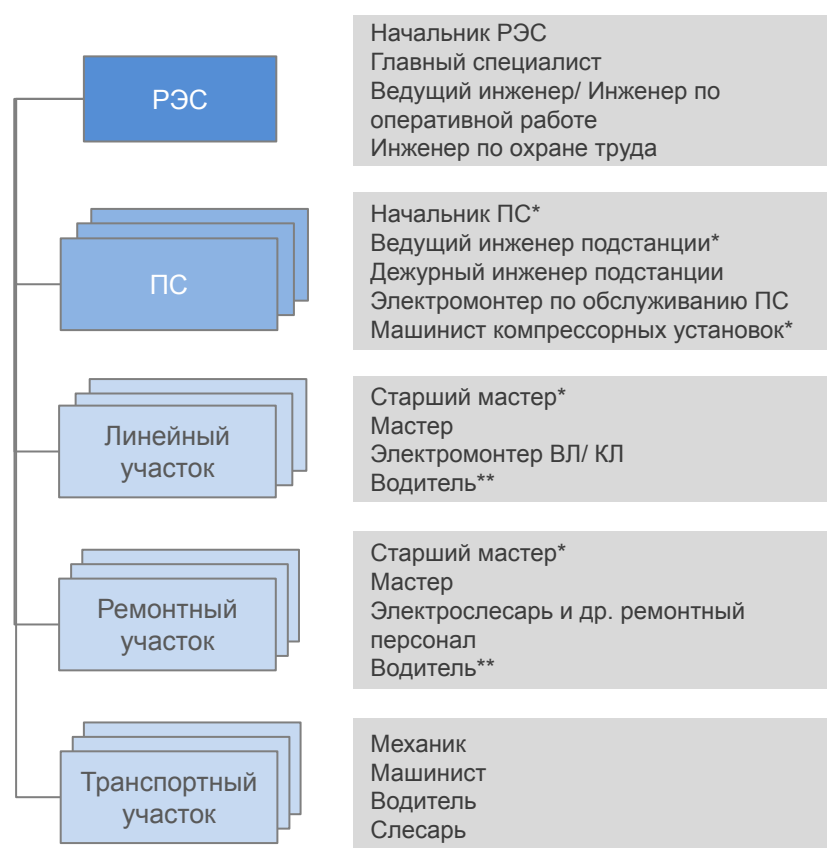 РЭС
Начальник РЭС
Главный специалист
Ведущий инженер/ Инженер по
оперативной работе
Инженер по охране труда
ПС
Начальник ПС*
Ведущий инженер подстанции*
Дежурный инженер подстанции
Электромонтер по обслуживанию ПС
Машинист компрессорных установок*
Линейный
участок
Старший мастер*
Мастер
Электромонтер ВЛ/ КЛ
Водитель**
Ремонтный
участок
Старший мастер*
Мастер
Электрослесарь и др. ремонтный
персонал
Водитель**
Транспортный
участок
Механик
Машинист
Водитель
Слесарь